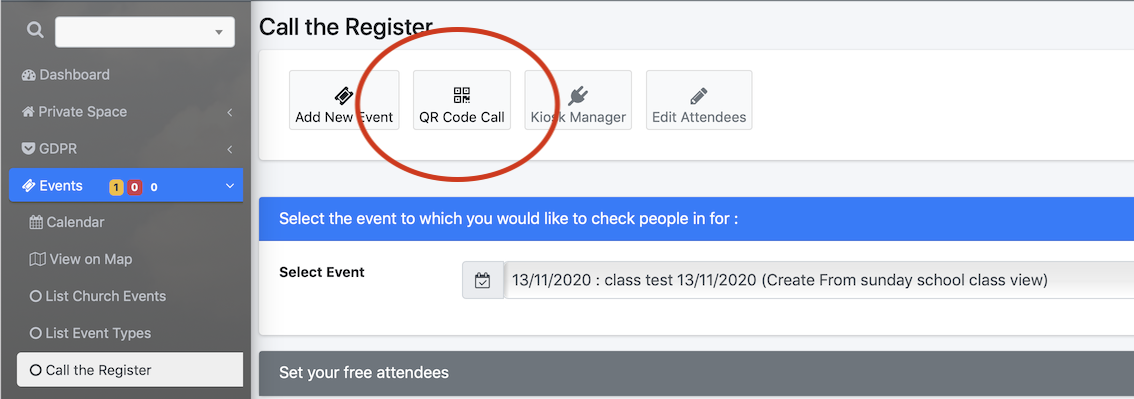 Call the Register
Dashboard
Private Space
GDPR
Events 1 0 0
Calendar
View on Map
List Church Events
List Event Types
Call the Register
Add New Event
QR Code Call
Kiosk Manager
Edit Attendees
Select the event to which you would like to check people in for :
Select Event
13/11/2020 : class test 13/11/2020 (Create From sunday school class view)
Set your free attendees